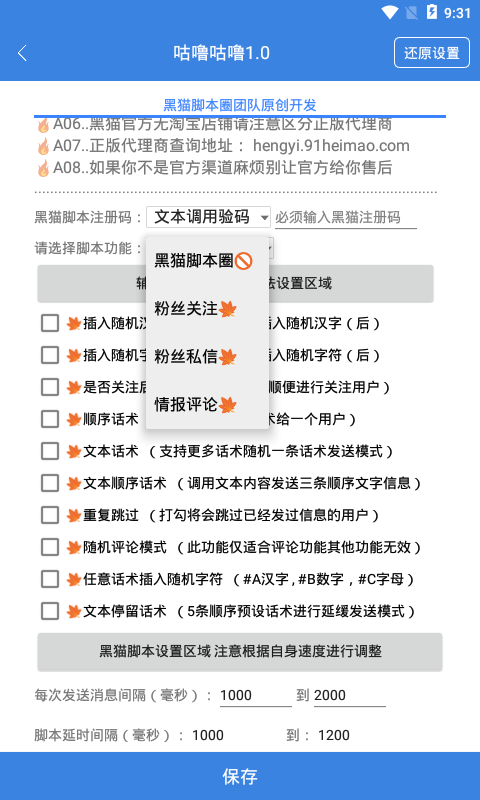 9:31
咕噜咕噜1.0
还原设置
黑猫脚本圈团队原创开发
A06..黑猫官方无淘宝店铺请注意区分正版代理商
A07..正版代理商查询地址： hengyi.91heimao.com
A08..如果你不是官方渠道麻烦别让官方给你售后
黑猫脚本注册码： 文本调用验码 必须输入黑猫注册码
请选择脚本功能：
黑猫脚本圈
粉丝关注
粉丝私信
情报评论
辅 法设置区域
插入随机汉 插入随机汉字（后）
插入随机字 插入随机字符（后）
是否关注后 顺便进行关注用户）
顺序话术 术给一个用户）
文本话术 （支持更多话术随机一条话术发送模式）
文本顺序话术 （调用文本内容发送三条顺序文字信息）
重复跳过 （打勾将会跳过已经发过信息的用户）
随机评论模式 （此功能仅适合评论功能其他功能无效）
任意话术插入随机字符 （#A汉字,#B数字，#C字母）
文本停留话术 （5条顺序预设话术进行延缓发送模式）
黑猫脚本设置区域 注意根据自身速度进行调整
每次发送消息间隔（毫秒）： 1000 到 2000
脚本延时间隔（毫秒）： 1000 到： 1200
保存